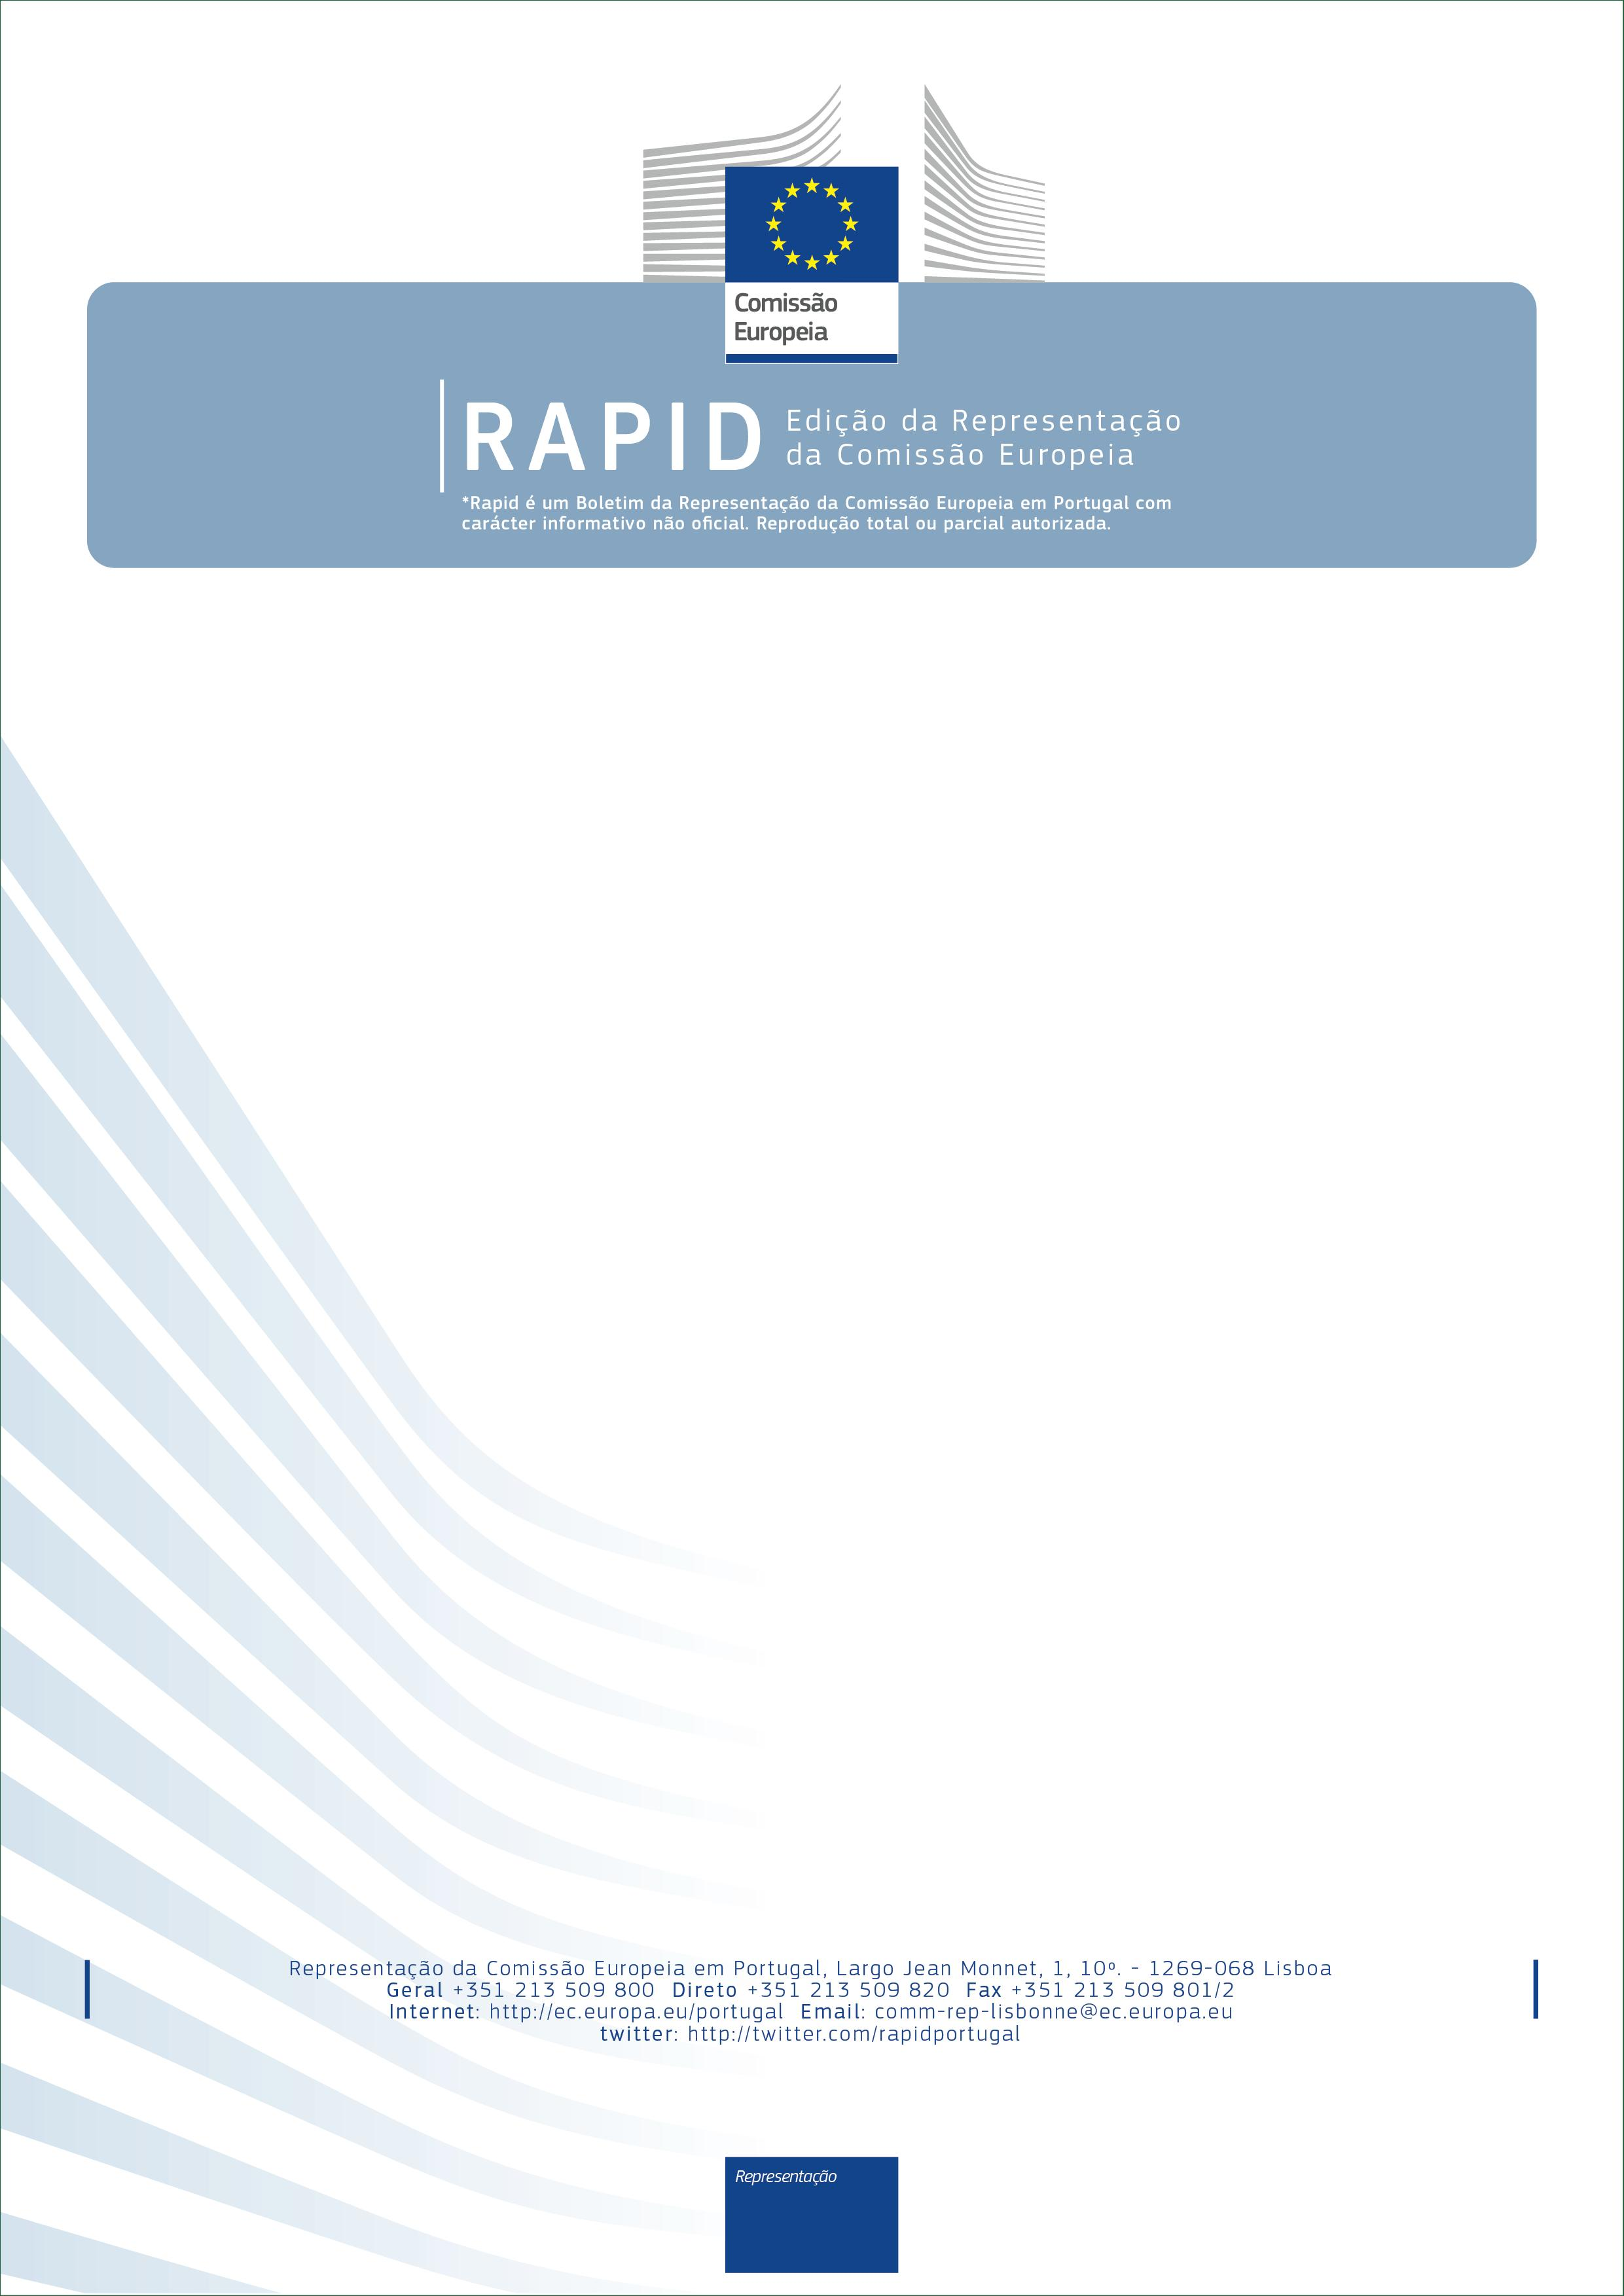 Comissão
Europeia
RAPID
Edição da Representação
da Comissão Europeia
*Rapid é um Boletim da Representação da Comissão Europeia em Portugal com
carácter informativo não oficial. Reprodução total ou parcial autorizada.
Representação da Comissão Europeia em Portugal, Largo Jean Monnet, 1, 10º. - 1269-068 Lisboa
Geral +351 213 509 800 Direto +351 213 509 820 Fax +351 213 509 801/2
Internet: http://ec.europa.eu/portugal Email: comm-rep-lisbonne@ec.europa.eu
twitter: http://twitter.com/rapidportugal
Representação